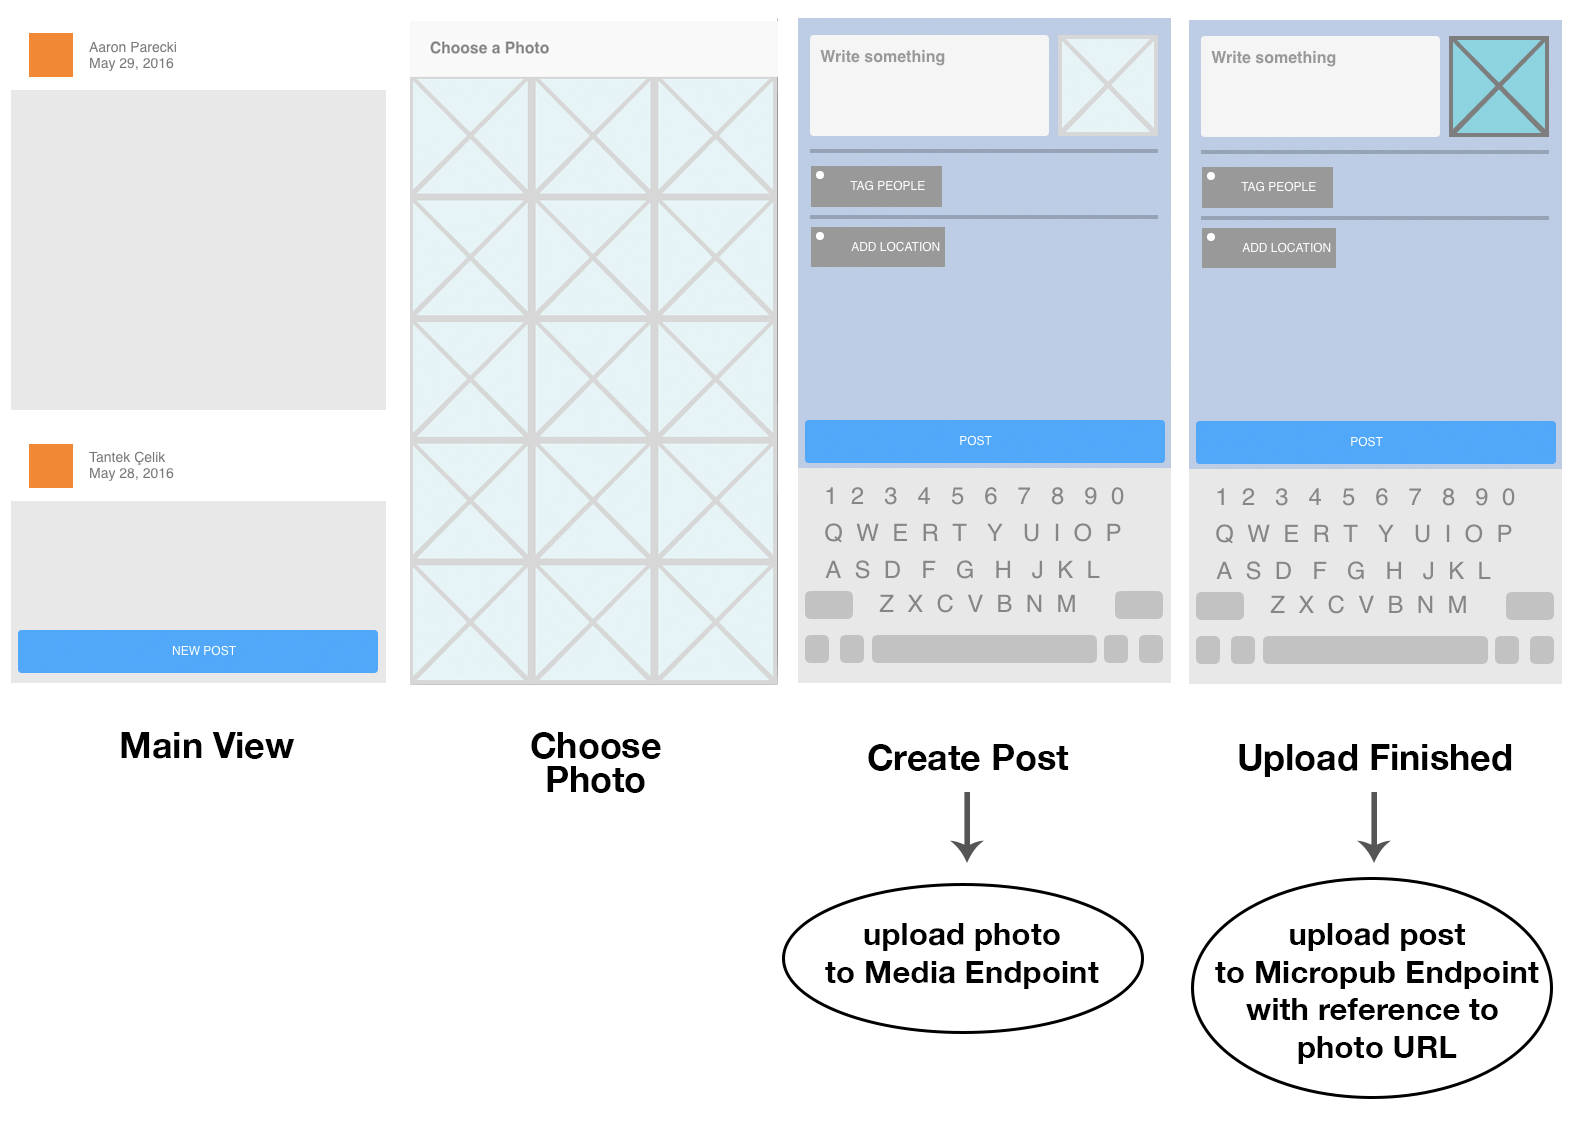 Aaron Parecki
May 29, 2016
Tantek Çelik
May 28, 2016
NEW POST
Main View
Choose a Photo
Choose
Photo
Write something
TAG PEOPLE
ADD LOCATION
POST
1 2 3 4 5 6 7 8 9 0
Q W E R T Y U I O P
A S D F G H J K L
Z X C V B N M
Create Post
upload photo
to Media Endpoint
Write something
TAG PEOPLE
ADD LOCATION
POST
1 2 3 4 5 6 7 8 9 0
Q W E R T Y U I O P
A S D F G H J K L
Z X C V B N M
Upload Finished
upload post
to Micropub Endpoint
with reference to
photo URL